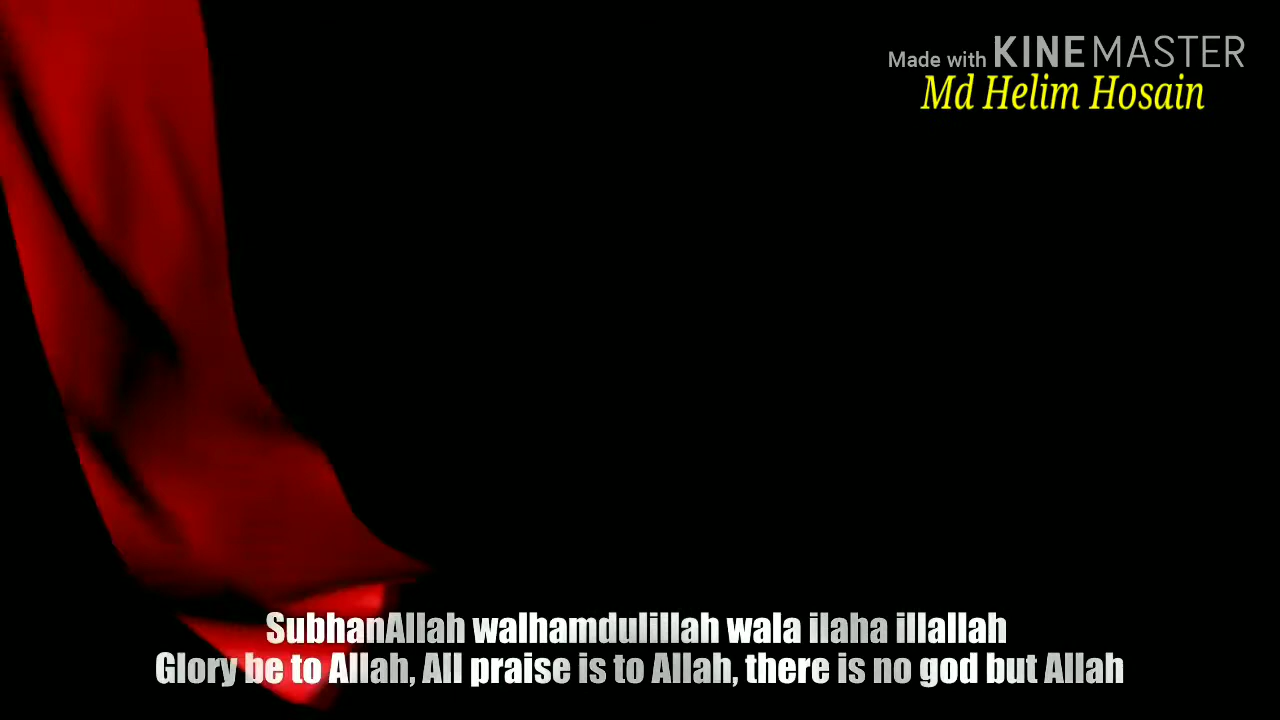 Made with KINEMASTER
Md Helim Hosain
SubhanAllah walhamdulillah wala ilaha illallah
Glory be to Allah, All praise is to Allah, there is no god but Allah